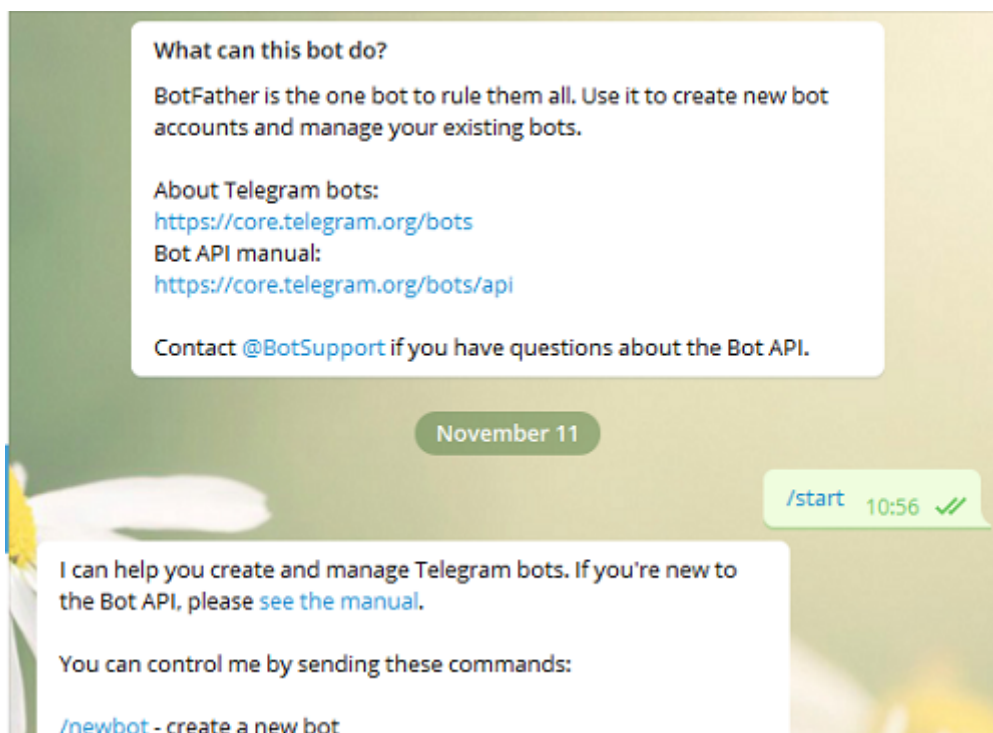 What can this bot do?
BotFather is the one bot to rule them all. Use it to create new bot
accounts and manage your existing bots.
About Telegram bots:
https://core.telegram.org/bots
Bot API manual:
https://core.telegram.org/bots/api
Contact @BotSupport if you have questions about the Bot API.
November 11
/start 10:56
I can help you create and manage Telegram bots. If you're new to
the Bot API, please see the manual.
You can control me by sending these commands:
/newbot - create a new bot